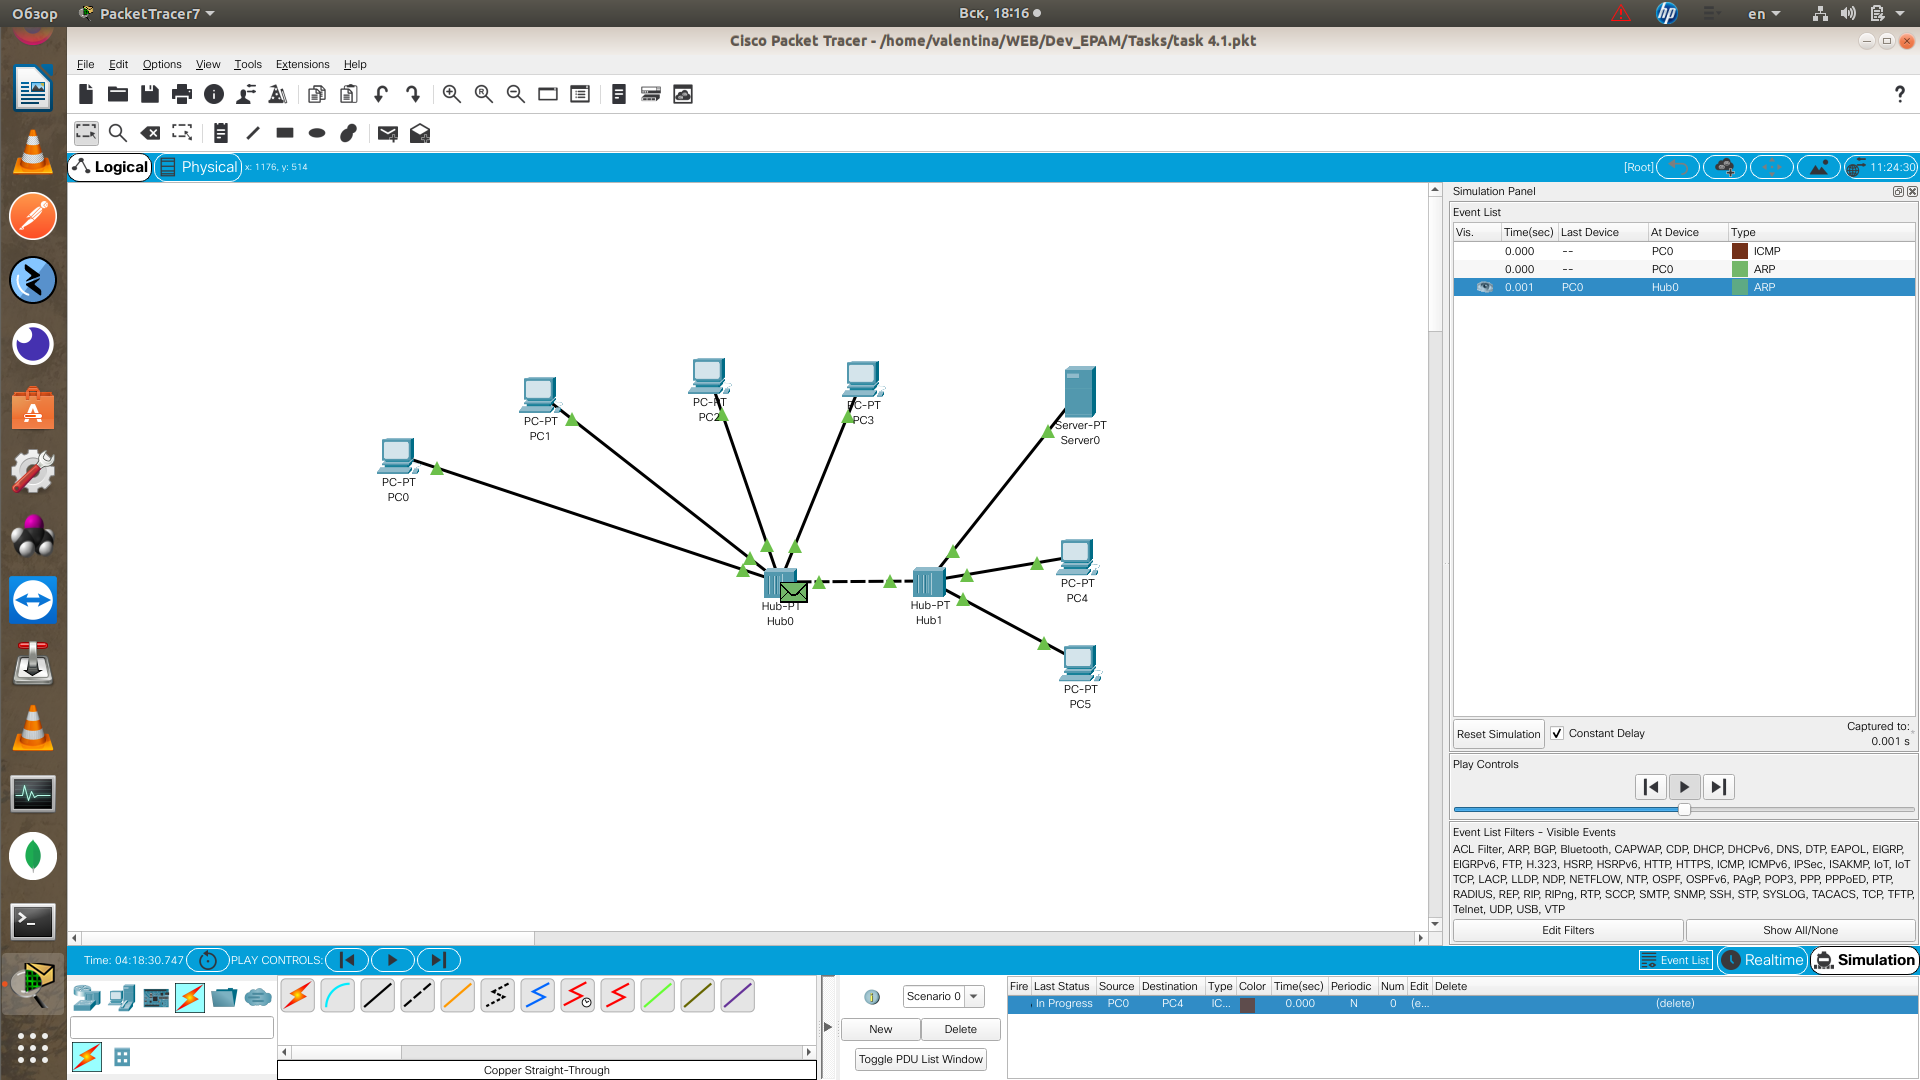 Обзор PacketTracer7 Вск, 18:16 en
Cisco Packet Tracer - /home/valentina/WEB/Dev_EPAM/Tasks/task 4.1.pkt
File Edit Options View Tools Extensions Help
?
Logical Physical x: 1176, y: 514 [Root] 11:24:30
Simulation Panel
Event List
Vis. Time(sec) Last Device At Device Type
0.000 -- PC0 ICMP
0.000 -- PC0 ARP
0.001 PC0 Hub0 ARP
PC-PT
PC0
PC-PT
PC1
PC-PT
PC2
PC-PT
PC3
Server-PT
Server0
Hub-PT
Hub0
Hub-PT
Hub1
PC-PT
PC4
PC-PT
PC5
Reset Simulation Constant Delay Captured to:
0.001 s
Play Controls
Event List Filters - Visible Events
ACL Filter, ARP, BGP, Bluetooth, CAPWAP, CDP, DHCP, DHCPv6, DNS, DTP, EAPOL, EIGRP,
EIGRPv6, FTP, H.323, HSRP, HSRPv6, HTTP, HTTPS, ICMP, ICMPv6, IPSec, ISAKMP, IoT, IoT
TCP, LACP, LLDP, NDP, NETFLOW, NTP, OSPF, OSPFv6, PAgP, POP3, PPP, PPPoED, PTP,
RADIUS, REP, RIP, RIPng, RTP, SCCP, SMTP, SNMP, SSH, STP, SYSLOG, TACACS, TCP, TFTP,
Telnet, UDP, USB, VTP
Edit Filters Show All/None
Time: 04:18:30.747 PLAY CONTROLS: Event List Realtime Simulation
Scenario 0
New Delete
Toggle PDU List Window
Fire Last Status Source Destination Type Color Time(sec) Periodic Num Edit Delete
In Progress PC0 PC4 IC... 0.000 N 0 (e... (delete)
Copper Straight-Through